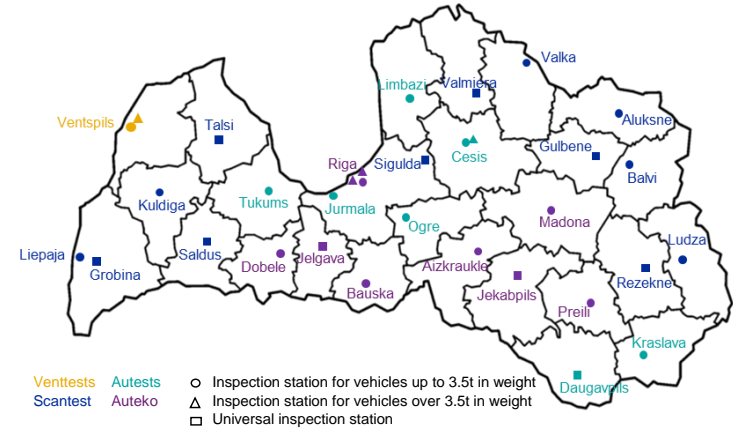 Valka
Limbazi
Valmiera
Ventspils
Talsi
Aluksne
Riga
Sigulda
Cesis
Gulbene
Balvi
Kuldiga
Tukums
Jurmala
Ogre
Madona
Liepaja
Grobina
Saldus
Dobele
Jelgava
Aizkraukle
Ludza
Rezekne
Bauska
Jekabpils
Preili
Kraslava
Daugavpils
Venttests Autests Inspection station for vehicles up to 3.5t in weight
Scantest Auteko Inspection station for vehicles over 3.5t in weight
Universal inspection station